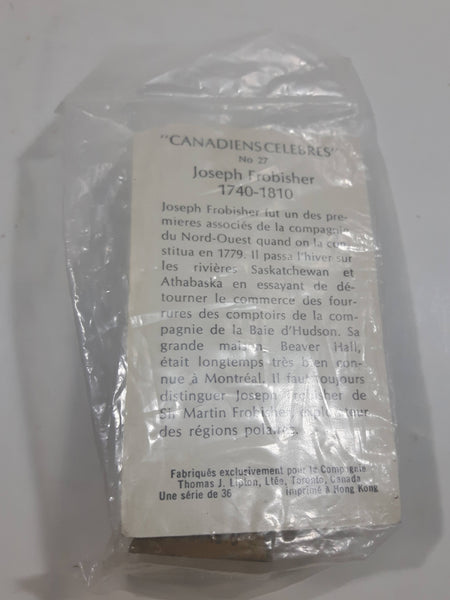 "CANADIENS CELEBRES"
No 27
Joseph Frobisher
1740-1810
Joseph Frobisher fut un des pre-
mieres associés de la compagnie
du Nord-Ouest quand on la con-
stitua en 1779. Il passa l'hiver sur
les rivières Saskatchewan et
Athabaska en essayant de dé-
tourner le commerce des four-
rures des comptoirs de la com-
pagnie de la Baie d'Hudson. Sa
grande maison, Beaver Hall,
était longtemps très bien con-
nue à Montréal. Il faut toujours
distinguer Joseph Frobisher de
Sir Martin Frobisher, explorateur
des régions polaires.
Fabriqués exclusivement pour la Compagnie
Thomas J. Lipton, Ltée, Toronto, Canada
Une série de 36 Imprimé à Hong Kong